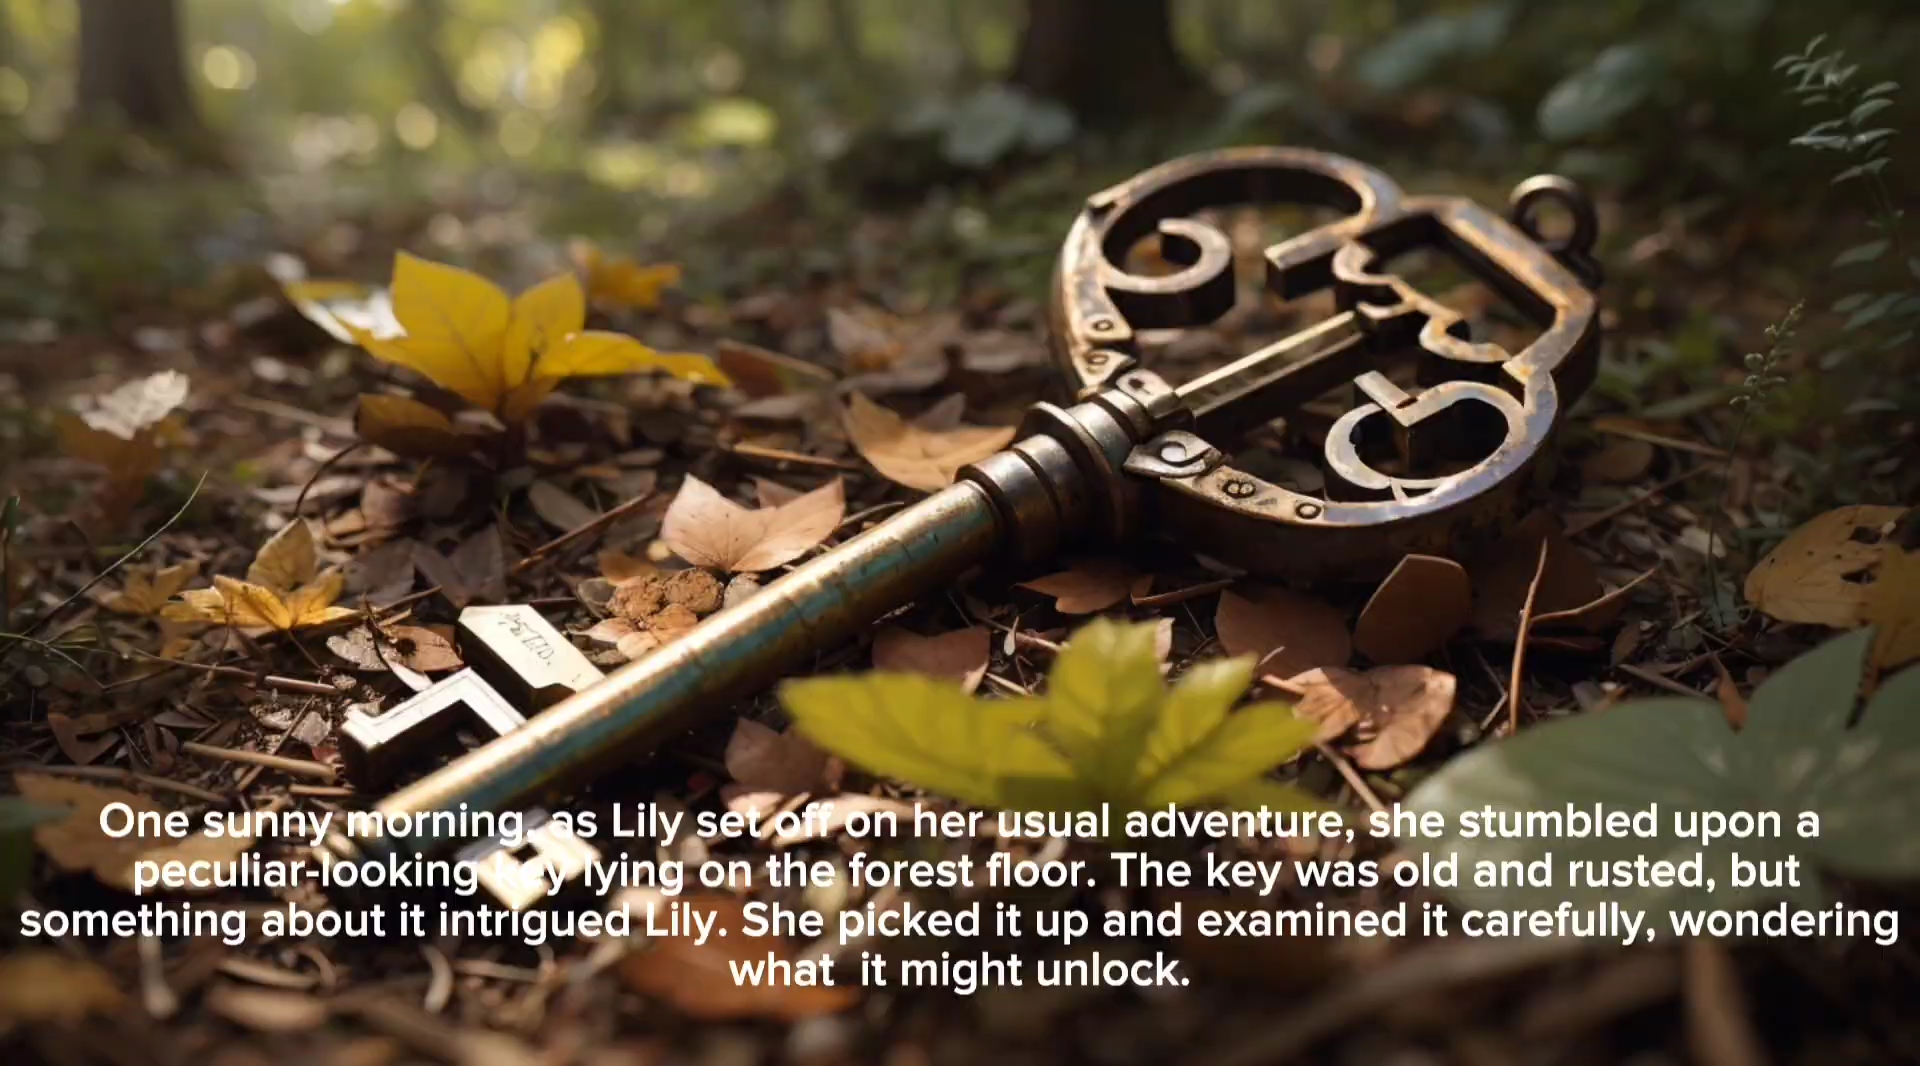 One sunny morning, as Lily set off on her usual adventure, she stumbled upon a
peculiar-looking key lying on the forest floor. The key was old and rusted, but
something about it intrigued Lily. She picked it up and examined it carefully, wondering
what  it might unlock.